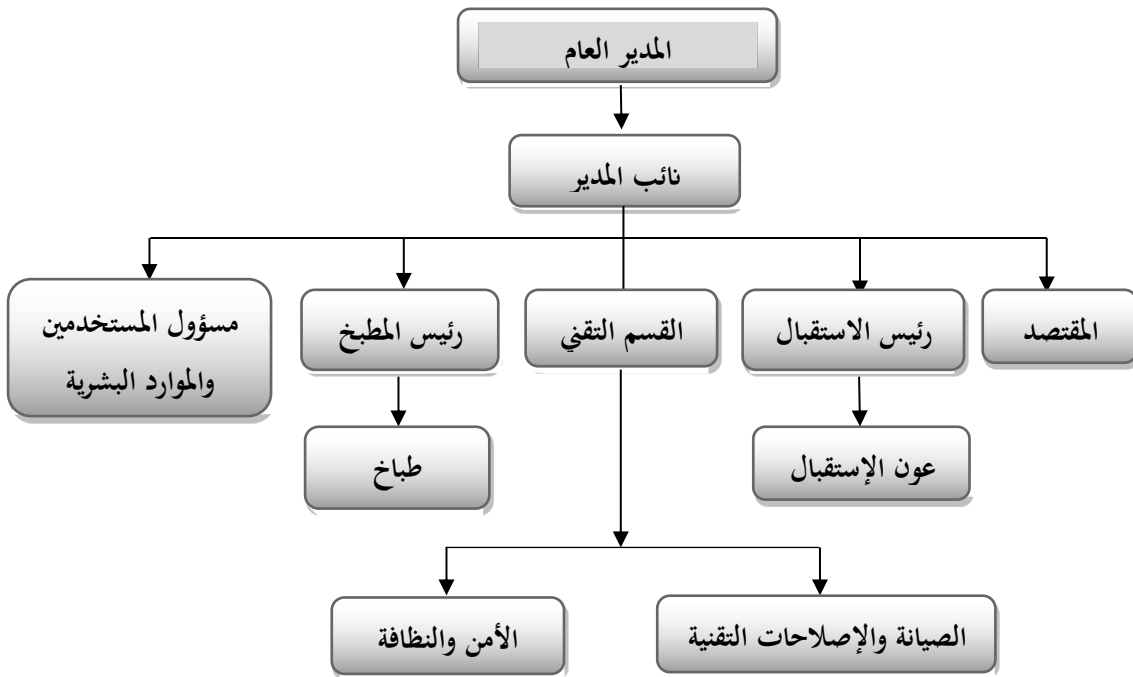 المدير العام
نائب المدير
المقتصد
رئيس الاستقبال
القسم التقني
رئيس المطبخ
مسؤول المستخدمين
والموارد البشرية
عون الإستقبال
طباخ
الصيانة والإصلاحات التقنية
الأمن والنظافة